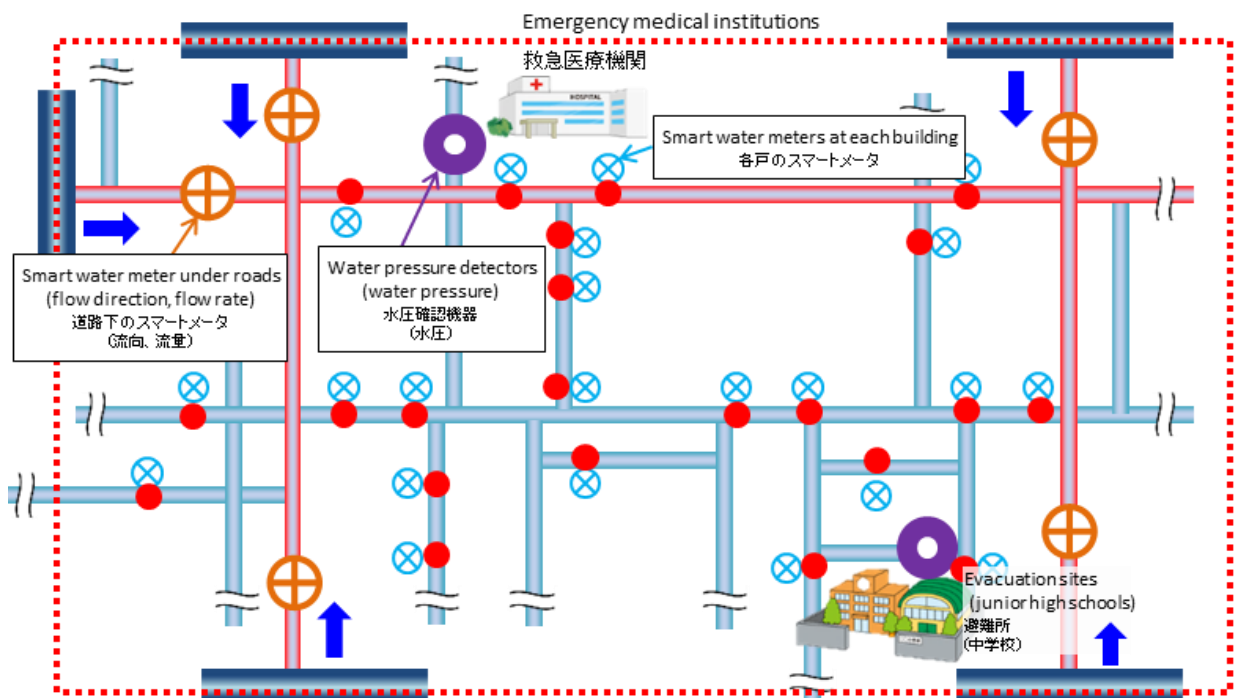 Emergency medical institutions
救急医療機関
HOSPITAL
Smart water meters at each building
各戸のスマートメータ
Smart water meter under roads
(flow direction, flow rate)
道路下のスマートメータ
(流向、流量)
Water pressure detectors
(water pressure)
水圧確認機器
(水圧)
Evacuation sites
(junior high schools)
避難所
(中学校)